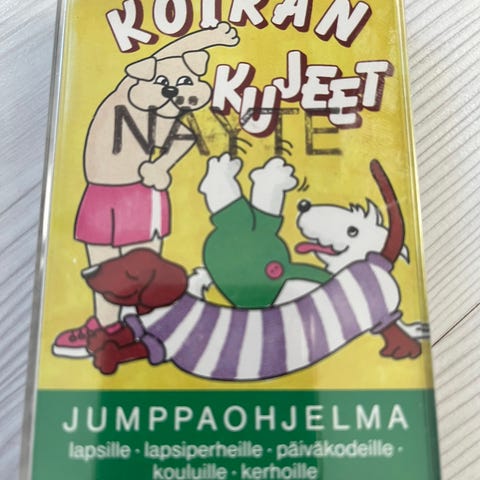 KOIRAN
KUJEET
NÄYTE
JUMPPAOHJELMA
lapsille · lapsiperheille · päiväkodeille ·
kouluille · kerhoille